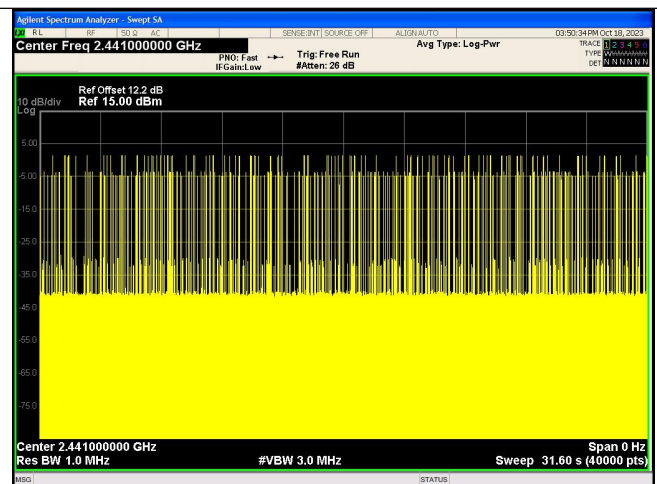 Agilent Spectrum Analyzer - Swept SA
LXI RL RF 50 Ω AC SENSE:INT SOURCE OFF ALIGN AUTO 03:50:34 PM Oct 18, 2023
Center Freq 2.441000000 GHz
Avg Type: Log-Pwr
TRACE 1 2 3 4 5 6
PNO: Fast
Trig: Free Run
TYPE WWWWWW
IFGain:Low
#Atten: 26 dB
DET N N N N N N
Ref Offset 12.2 dB
10 dB/div Ref 15.00 dBm
Log
5.00
-5.00
-15.0
-25.0
-35.0
-45.0
-55.0
-65.0
-75.0
Center 2.441000000 GHz Span 0 Hz
Res BW 1.0 MHz #VBW 3.0 MHz Sweep 31.60 s (40000 pts)
MSG STATUS